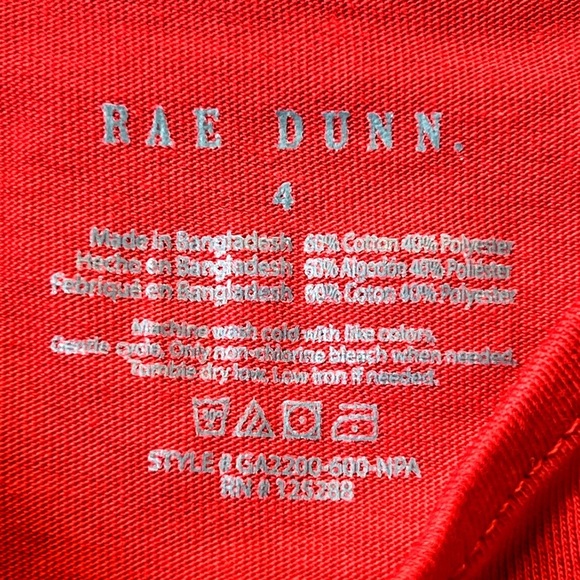 RAE DUNN.
4
Made in Bangladesh 60% Cotton 40% Polyester
Hecho en Bangladesh 60% Algodón 40% Poliéster
Fabriqué en Bangladesh 60% Coton 40% Polyester
Machine wash cold with like colors.
Gentle cycle. Only non-chlorine bleach when needed.
Tumble dry low. Low iron if needed.
30°
STYLE # GA2200-600-MPA
RN # 125288